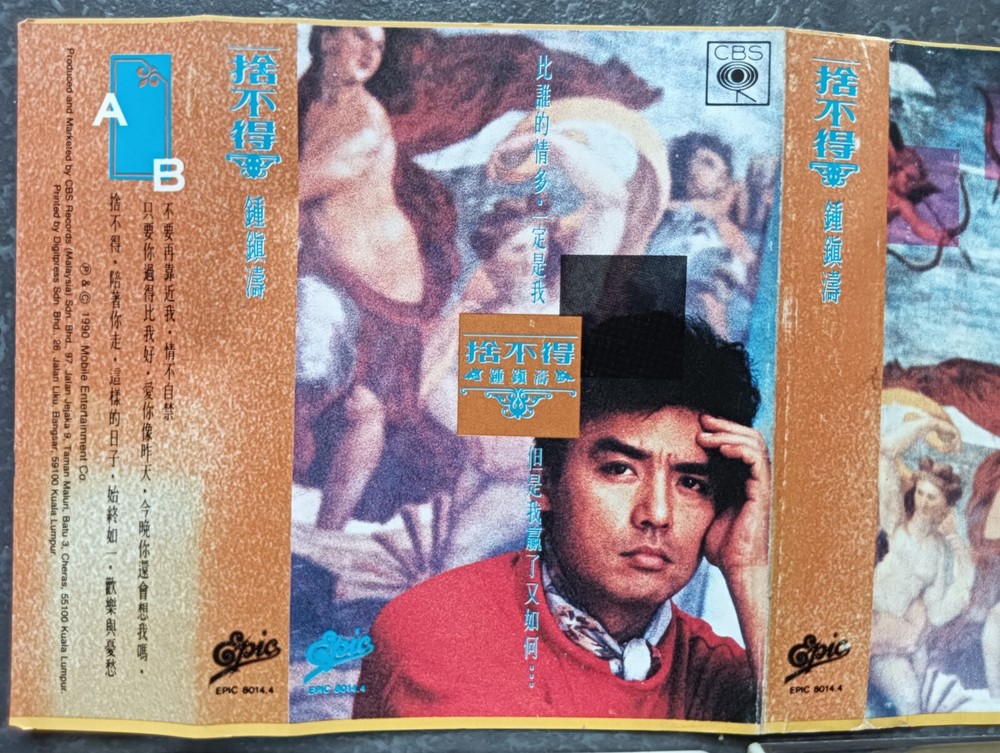 A
B
捨不得．陪著你走．這樣的日子．始終如一．歡樂與憂愁
只要你過得比我好．愛你像昨天．今晚你還會想我嗎．
不要再靠近我．情不自禁
℗ & © 1990 Mobile Entertainment Co.
Produced and Marketed by CBS Records (Malaysia) Sdn. Bhd., 97, Jalan Jejaka 9, Taman Maluri, Batu 3, Cheras, 55100 Kuala Lumpur.
Printed by Digitpress Sdn. Bhd. 26, Jalan Liku, Bangsar, 59100 Kuala Lumpur.
捨不得
鍾鎮濤
Epic
EPIC 8014.4
CBS
比誰的情多．一定是我
捨不得
鍾鎮濤
但是我贏了又如何…
Epic
EPIC 8014.4
捨不得
鍾鎮濤
Epic
EPIC 8014.4